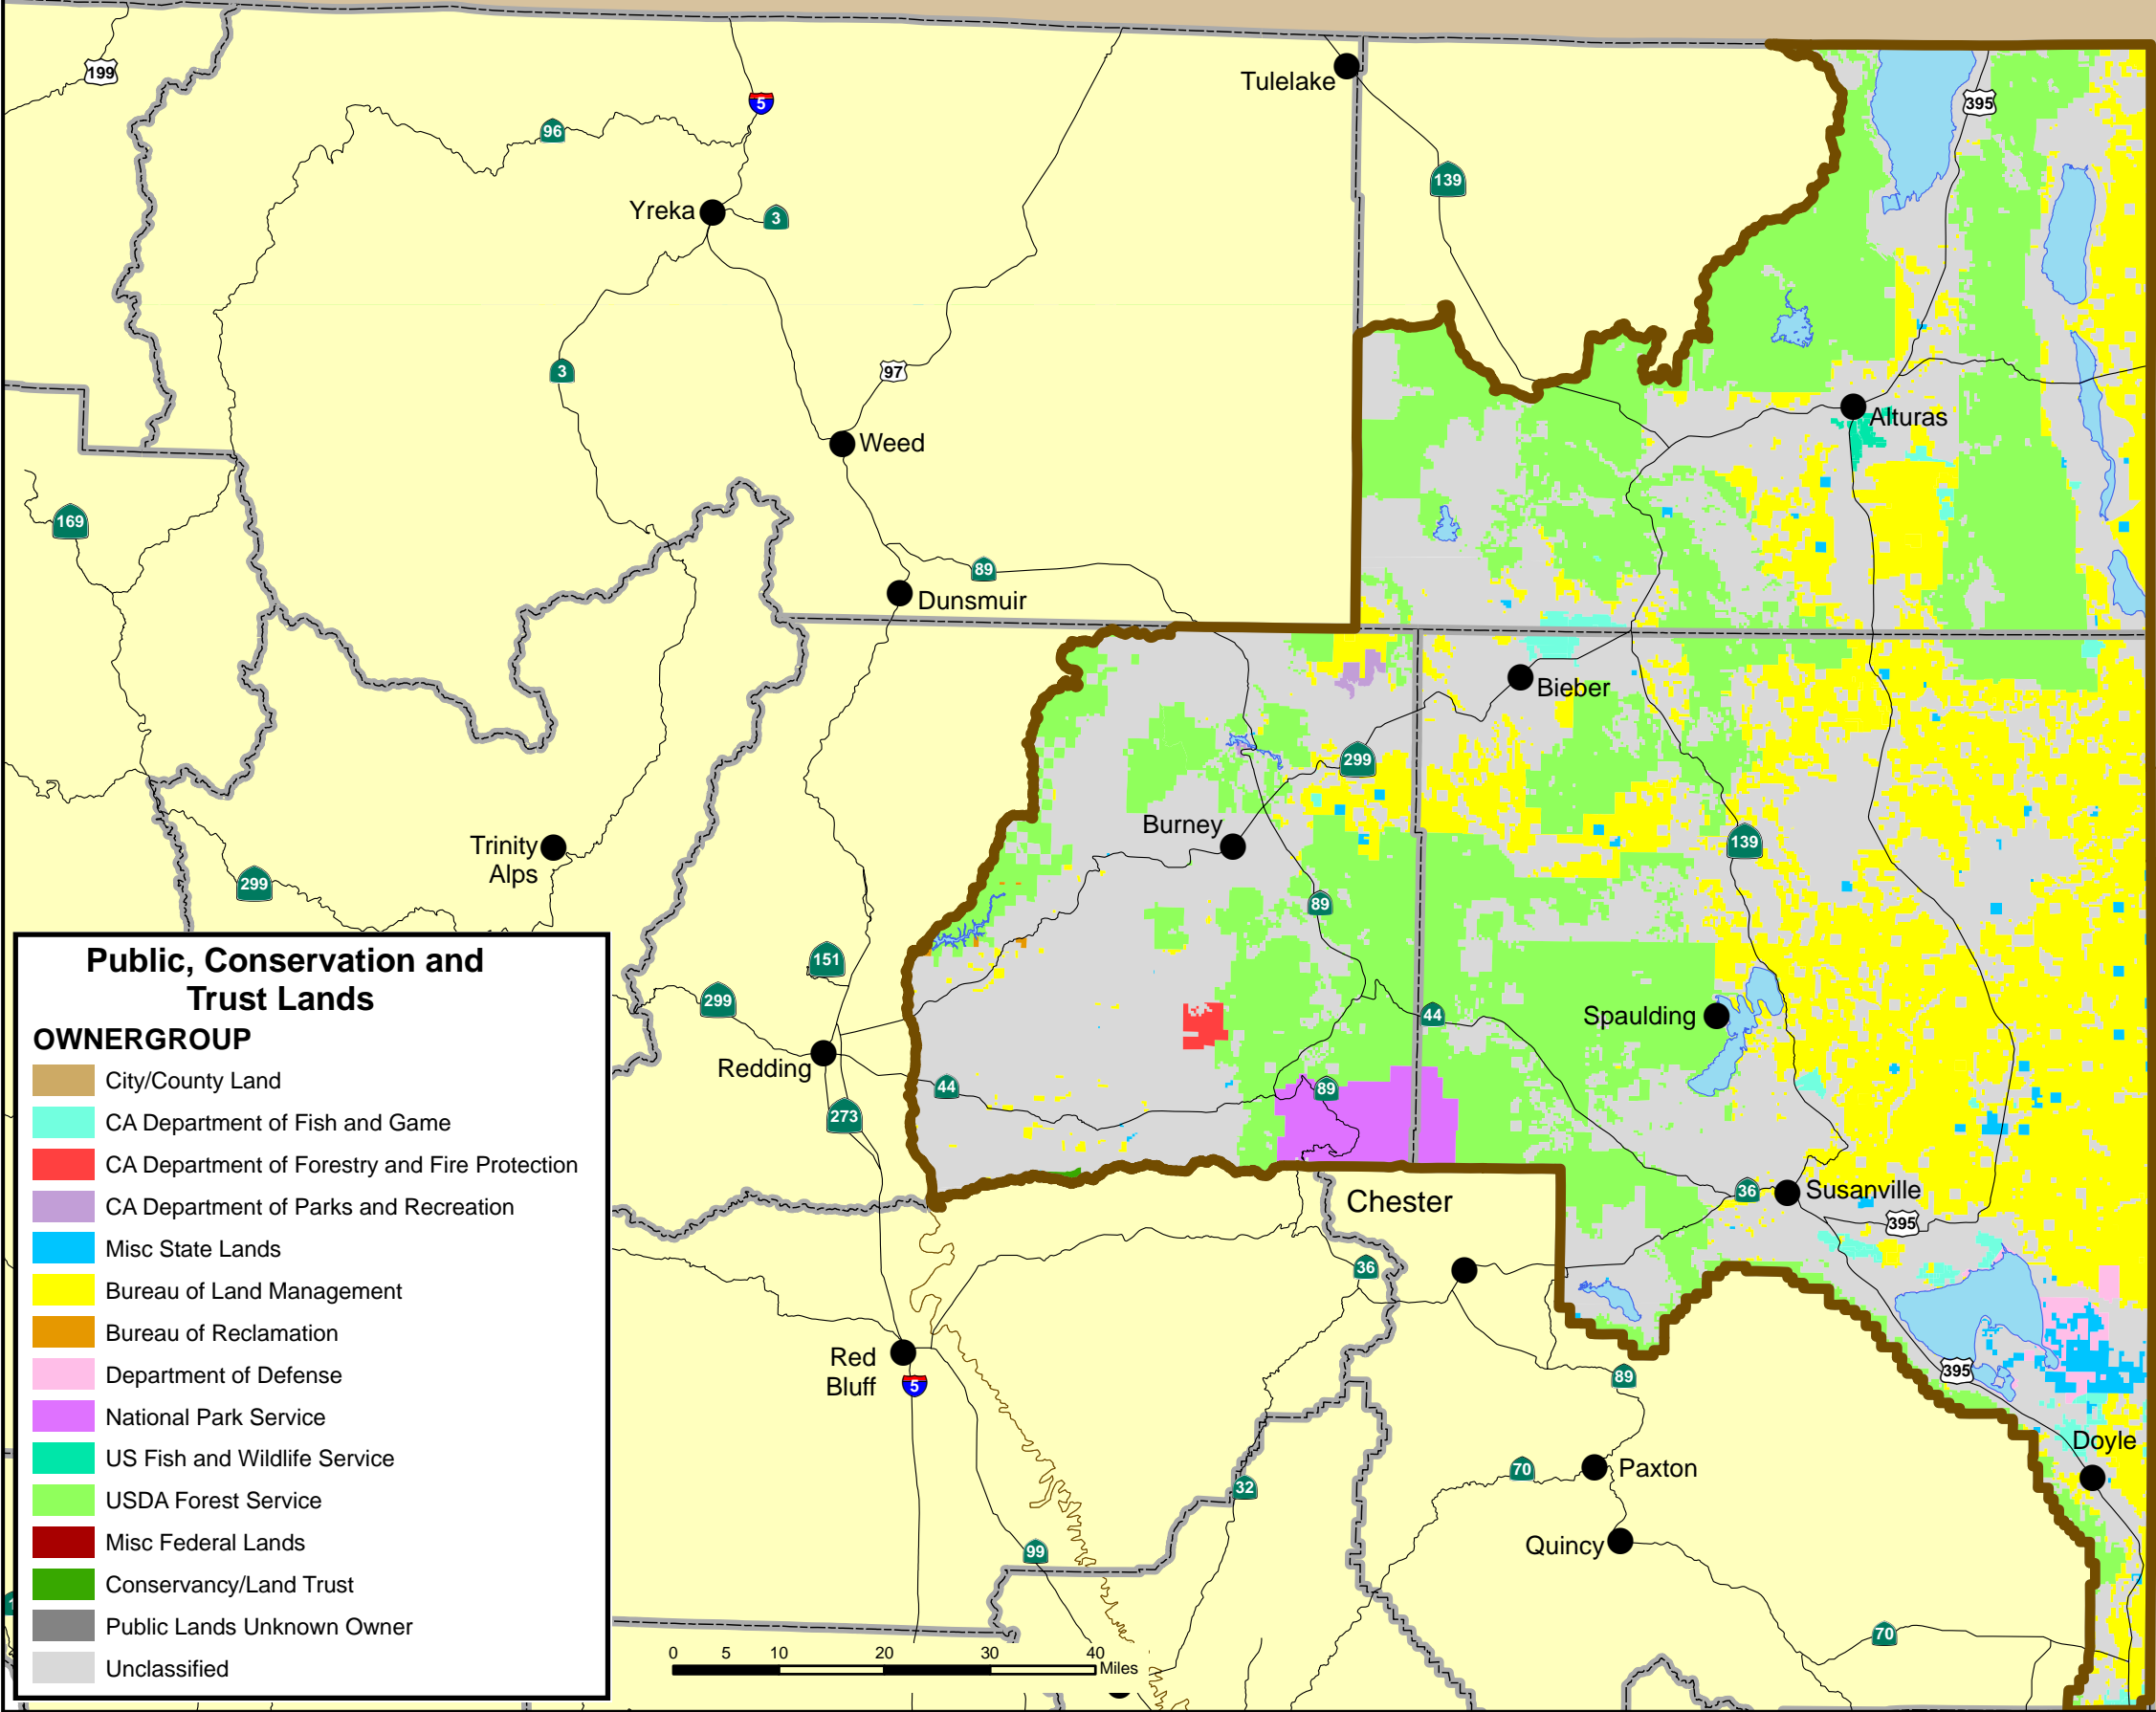 199
5
96
Tulelake
395
139
Yreka
3
3
97
Alturas
Weed
169
89
Dunsmuir
Bieber
299
Burney
139
Trinity
Alps
299
89
151
299
44
Spaulding
Redding
44
89
273
36
Susanville
Chester
395
36
Red
Bluff
5
89
395
Doyle
70
Paxton
32
Quincy
99
70
Public, Conservation and
Trust Lands
OWNERGROUP
City/County Land
CA Department of Fish and Game
CA Department of Forestry and Fire Protection
CA Department of Parks and Recreation
Misc State Lands
Bureau of Land Management
Bureau of Reclamation
Department of Defense
National Park Service
US Fish and Wildlife Service
USDA Forest Service
Misc Federal Lands
Conservancy/Land Trust
Public Lands Unknown Owner
Unclassified
0 5 10 20 30 40
Miles